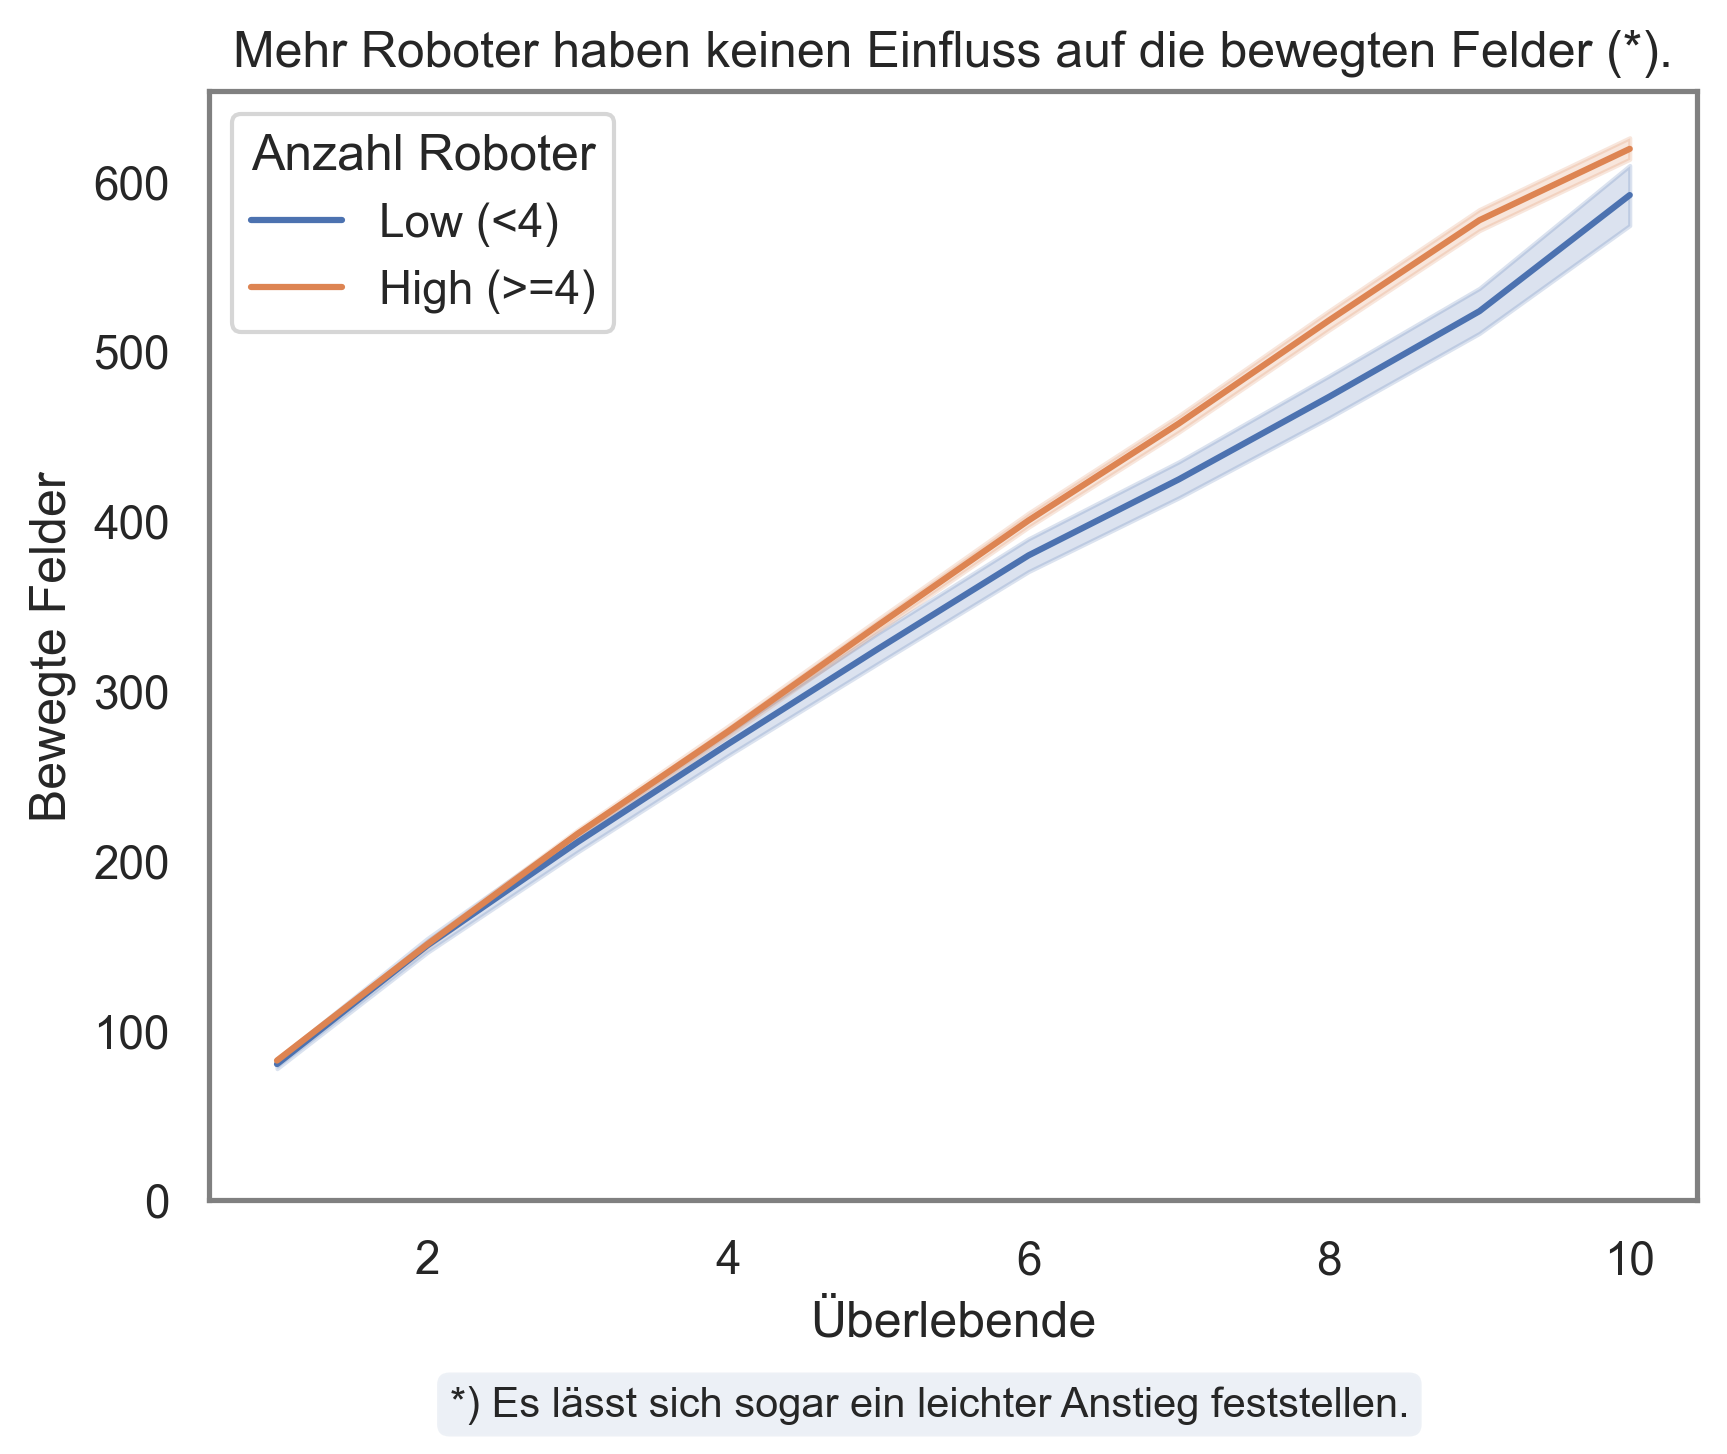 Mehr Roboter haben keinen Einfluss auf die bewegten Felder (*).
Anzahl Roboter
Low (<4)
High (>=4)
600
500
400
300
200
100
0
Bewegte Felder
2 4 6 8 10
Überlebende
*) Es lässt sich sogar ein leichter Anstieg feststellen.